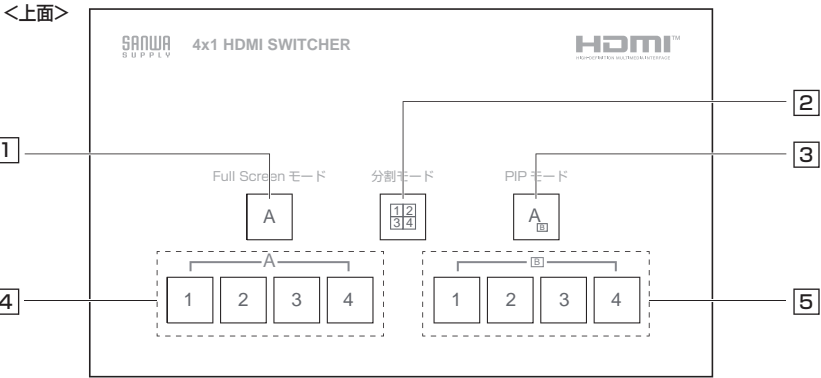 <上面>
SANWA SUPPLY 4x1 HDMI SWITCHER HDMI™
HIGH-DEFINITION MULTIMEDIA INTERFACE
2
1
3
Full Screen モード 分割モード PIP モード
A 1 2 3 4 A B
A B
4 1 2 3 4 1 2 3 4 5